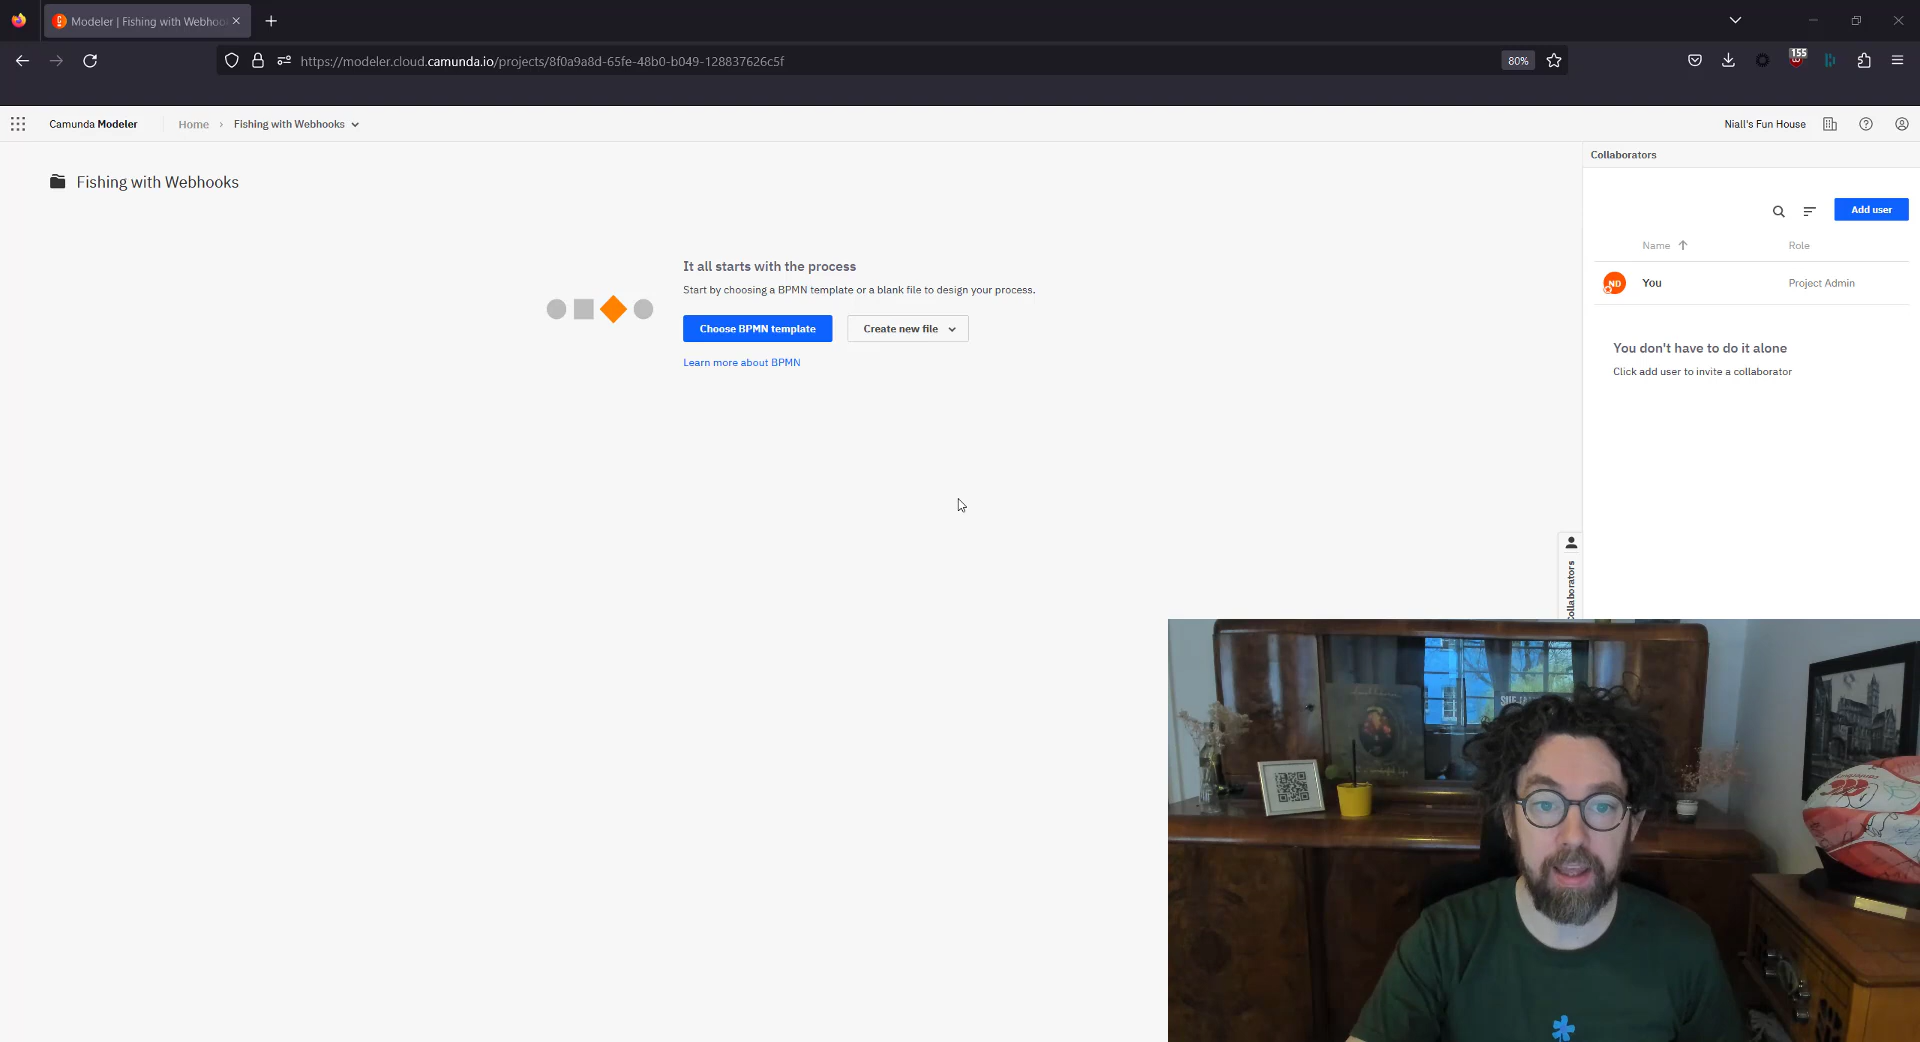 Modeler | Fishing with Webhoo
https://modeler.cloud.camunda.io/projects/8f0a9a8d-65fe-48b0-b049-128837626c5f
80%
155
Camunda Modeler
Home
Fishing with Webhooks
Niall's Fun House
Collaborators
Fishing with Webhooks
Add user
Name
Role
ND
You
Project Admin
It all starts with the process
Start by choosing a BPMN template or a blank file to design your process.
Choose BPMN template
Create new file
Learn more about BPMN
You don't have to do it alone
Click add user to invite a collaborator
ollaborators